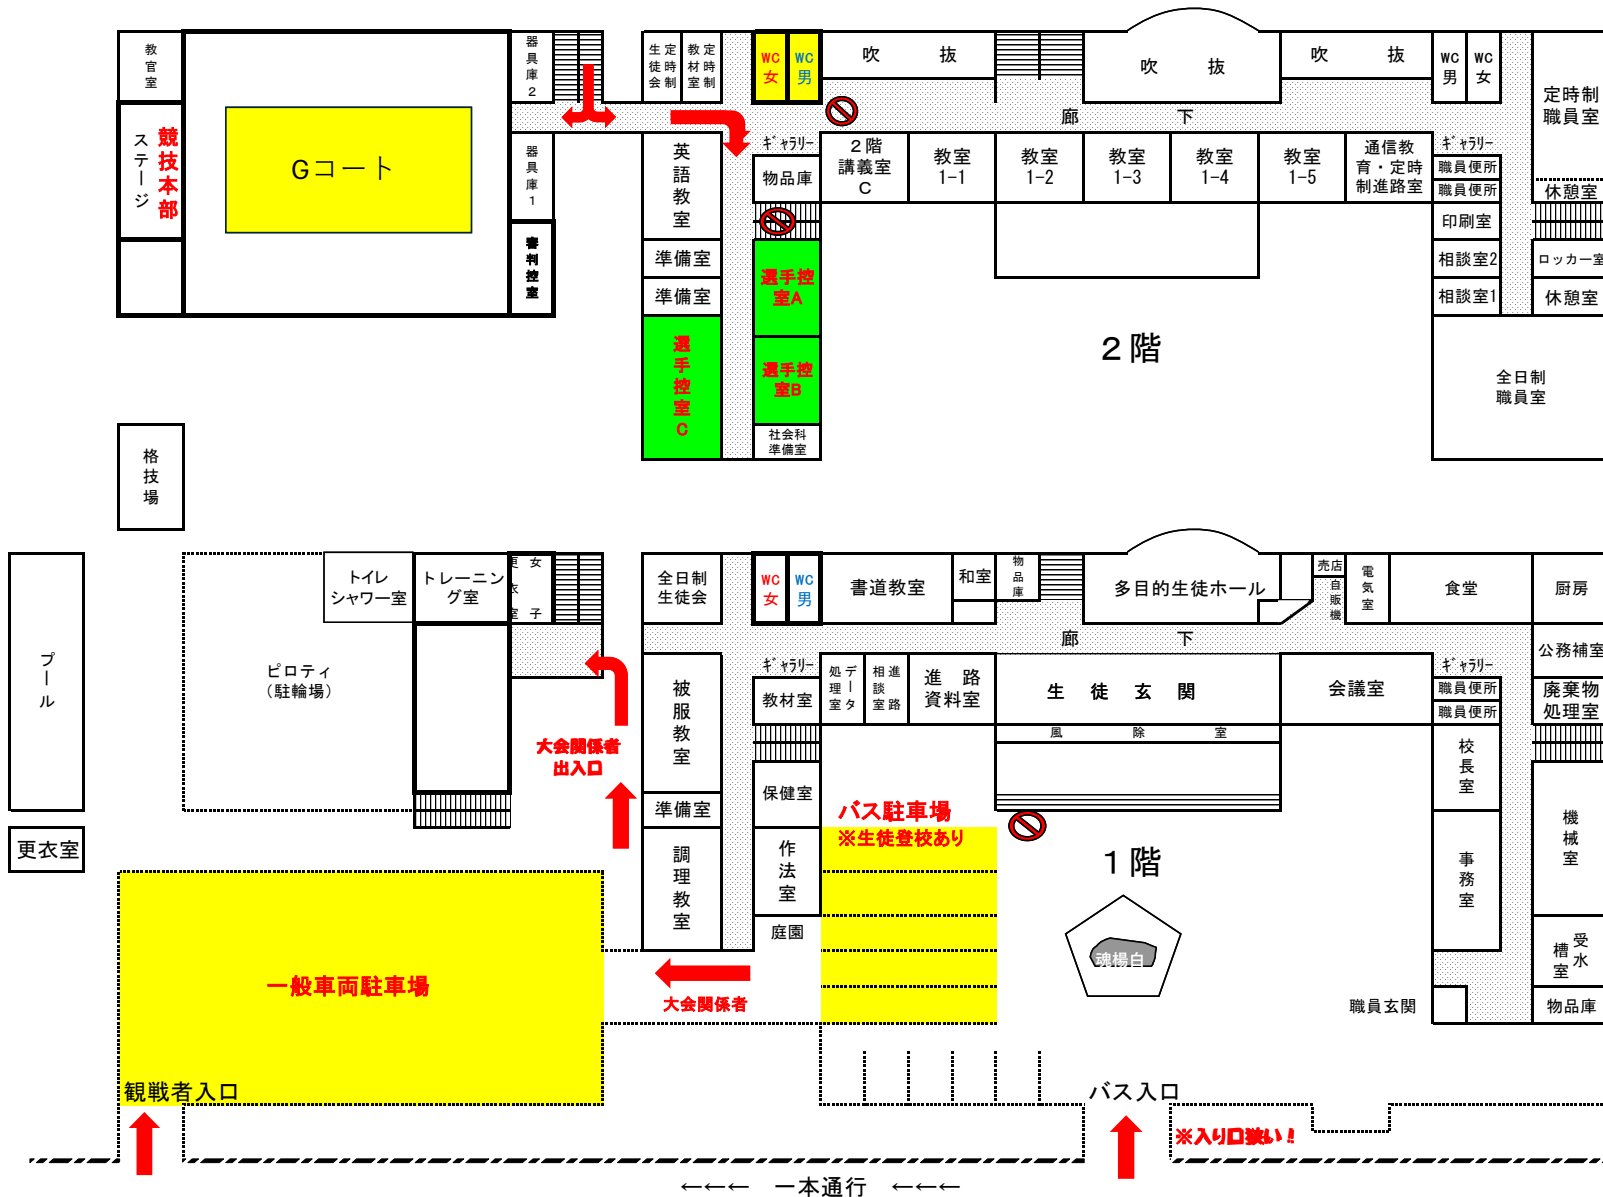 教官室
器具庫2
定時制
生徒会
定時制
教材室
WC
女
WC
男
吹　抜
吹　抜
吹　抜
WC
男
WC
女
定時制
職員室
競技本部
ステージ
Gコート
廊　下
器具庫1
英語教室
ギャラリー
物品庫
2階
講義室
C
教室
1-1
教室
1-2
教室
1-3
教室
1-4
教室
1-5
通信教
育・定時
制進路室
ギャラリー
職員便所
職員便所
休憩室
印刷室
審判控室
準備室
選手控
室A
相談室2
ロッカー室
準備室
相談室1
休憩室
選手控室C
選手控
室B
2階
全日制
職員室
社会科
準備室
格技場
トイレ
シャワー室
トレーニン
グ室
女子
更衣室
全日制
生徒会
WC
女
WC
男
書道教室
和室
物品庫
多目的生徒ホール
売店
自販機
電気室
食堂
厨房
廊　下
プール
ピロティ
(駐輪場)
被服教室
ギャラリー
教材室
データ
処理室
進路
相談室
進　路
資料室
生　徒　玄　関
会議室
ギャラリー
職員便所
職員便所
公務補室
廃棄物
処理室
風　除　室
大会関係者
出入口
校長室
保健室
準備室
バス駐車場
※生徒登校あり
更衣室
調理教室
作法室
1階
事務室
機械室
庭園
魂楊白
受水
槽室
一般車両駐車場
大会関係者
職員玄関
物品庫
観戦者入口
バス入口
※入り口狭い！
←←←　一本通行　←←←